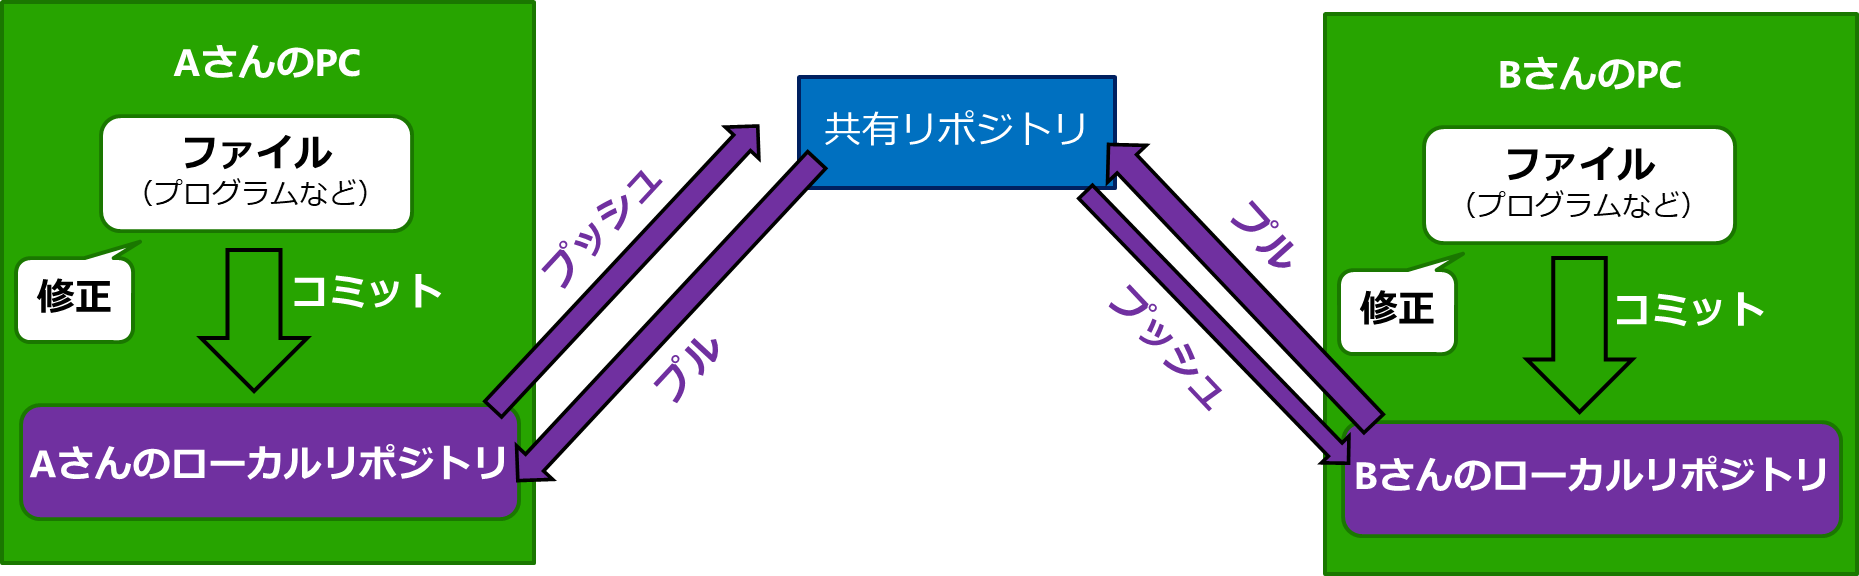 AさんのPC
ファイル
（プログラムなど）
修正
コミット
Aさんのローカルリポジトリ
プッシュ
プル
共有リポジトリ
プル
プッシュ
BさんのPC
ファイル
（プログラムなど）
修正
コミット
Bさんのローカルリポジトリ